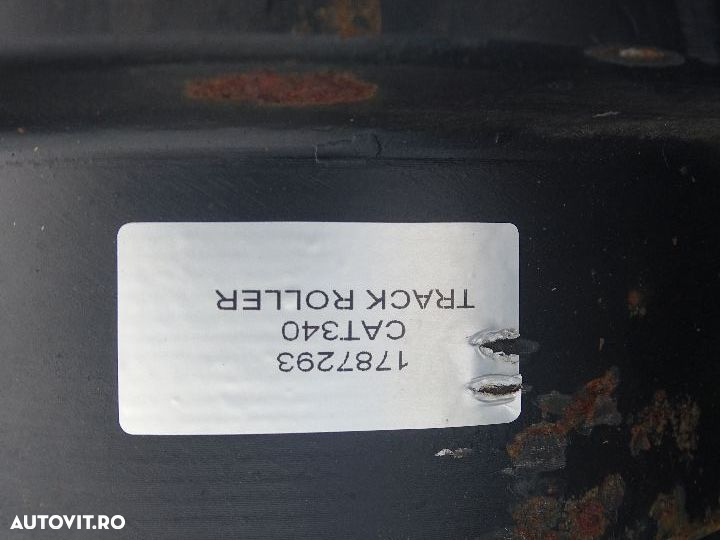 1787293
CAT340
TRACK ROLLER
AUTOVIT.RO